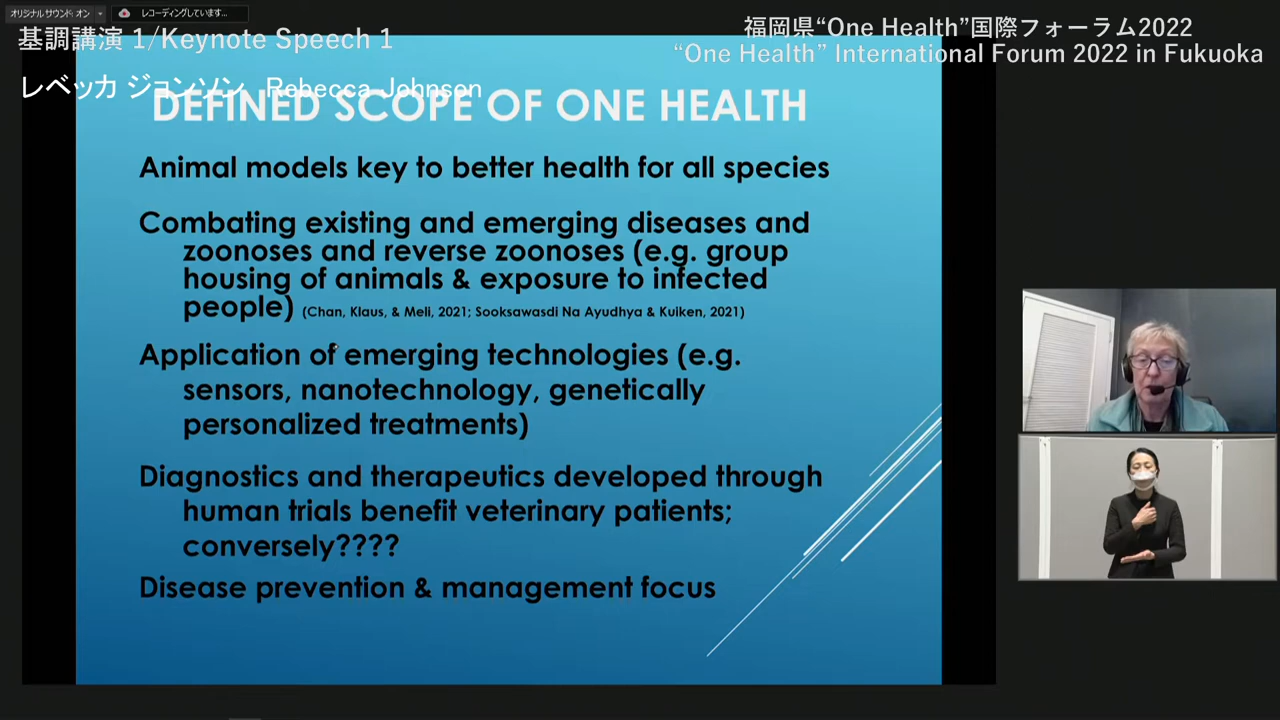 オリジナルサウンド: オン
レコーディングしています...
基調講演 1/Keynote Speech 1
福岡県“One Health”国際フォーラム2022
“One Health” International Forum 2022 in Fukuoka
レベッカ ジョンソン Rebecca Johnson
DEFINED SCOPE OF ONE HEALTH
Animal models key to better health for all species
Combating existing and emerging diseases and
zoonoses and reverse zoonoses (e.g. group
housing of animals & exposure to infected
people) (Chan, Klaus, & Meli, 2021; Sooksawasdi Na Ayudhya & Kuiken, 2021)
Application of emerging technologies (e.g.
sensors, nanotechnology, genetically
personalized treatments)
Diagnostics and therapeutics developed through
human trials benefit veterinary patients;
conversely????
Disease prevention & management focus